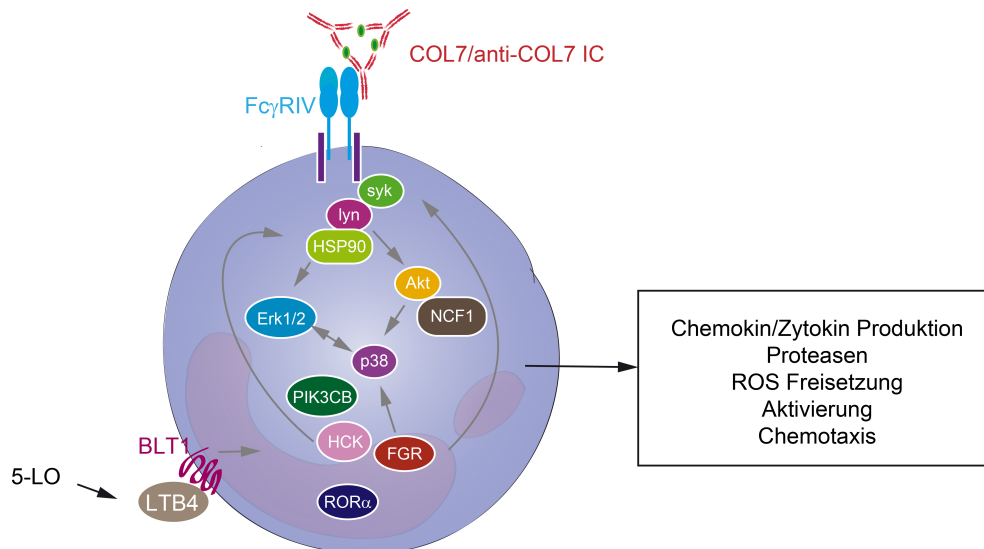 COL7/anti-COL7 IC
FcγRIV
syk
lyn
HSP90
Akt
NCF1
Erk1/2
p38
PIK3CB
HCK
FGR
BLT1
5-LO
LTB4
RORα
Chemokin/Zytokin Produktion
Proteasen
ROS Freisetzung
Aktivierung
Chemotaxis